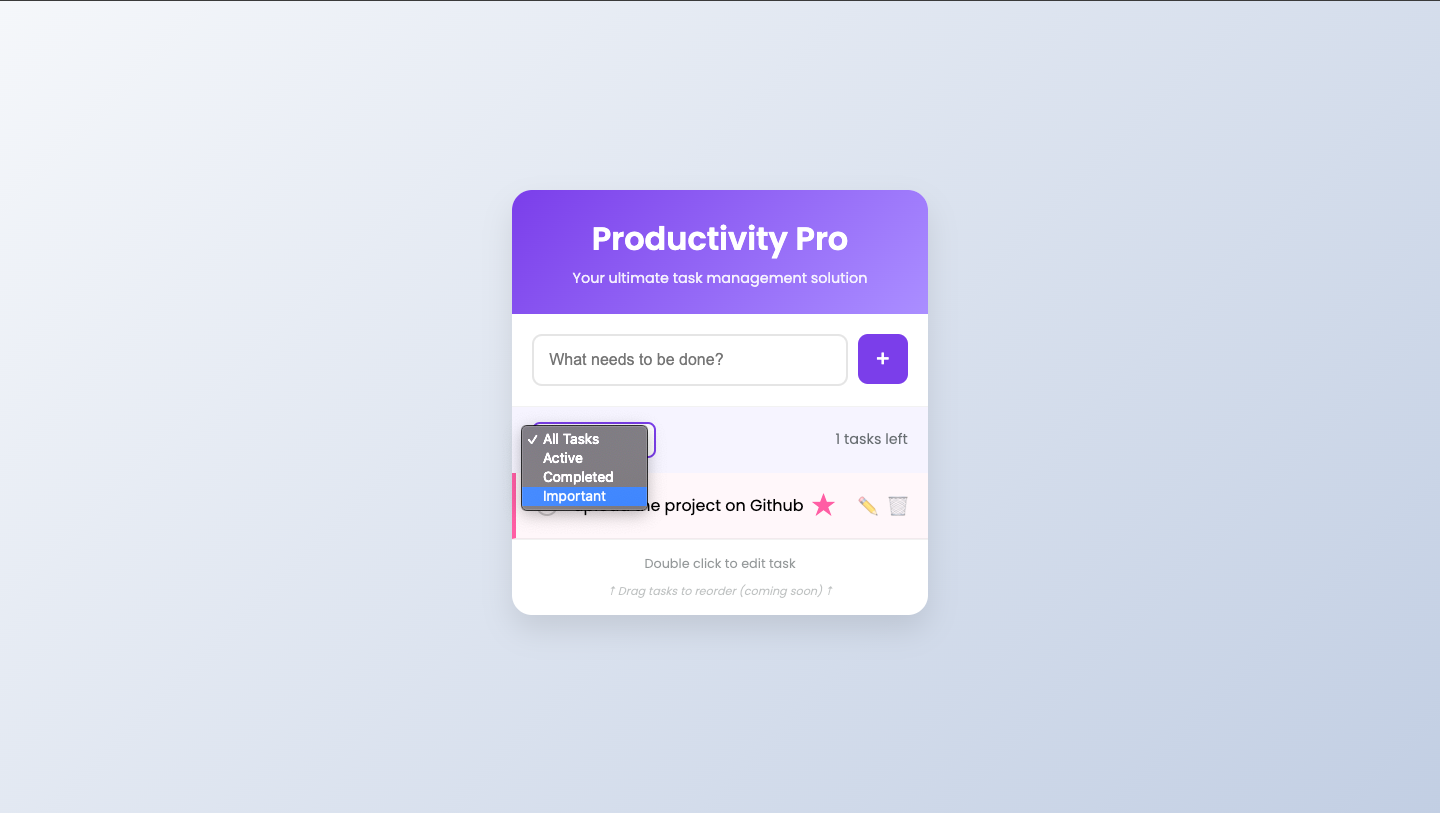 Productivity Pro
Your ultimate task management solution
What needs to be done?
+
✓ All Tasks
1 tasks left
Active
Completed
Important
project on Github ★
Double click to edit task
↑ Drag tasks to reorder (coming soon) ↑